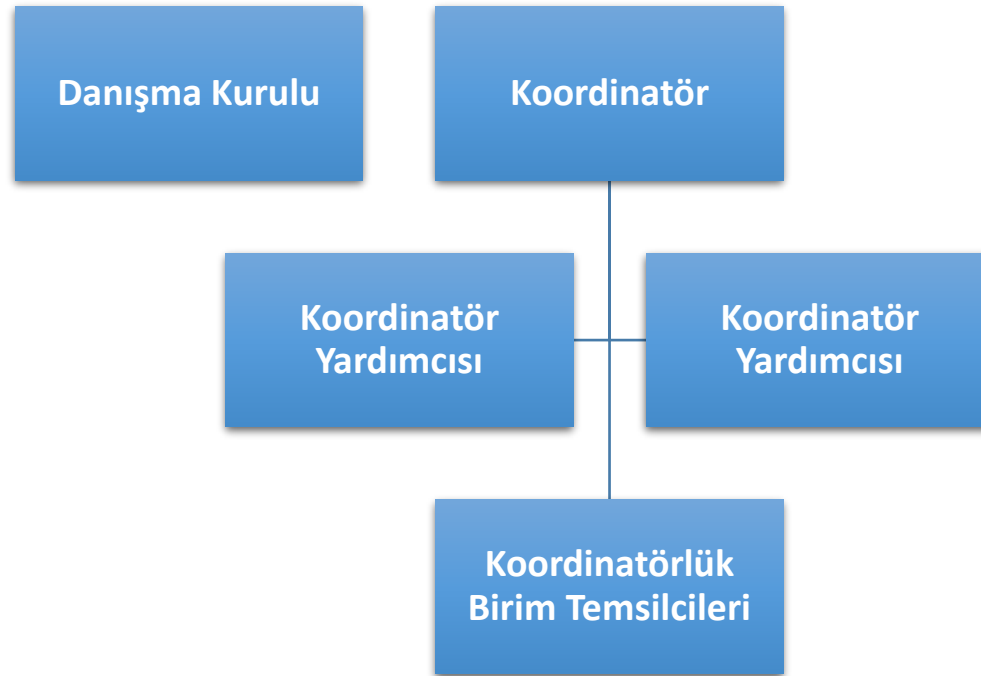 Danışma Kurulu
Koordinatör
Koordinatör
Yardımcısı
Koordinatör
Yardımcısı
Koordinatörlük
Birim Temsilcileri